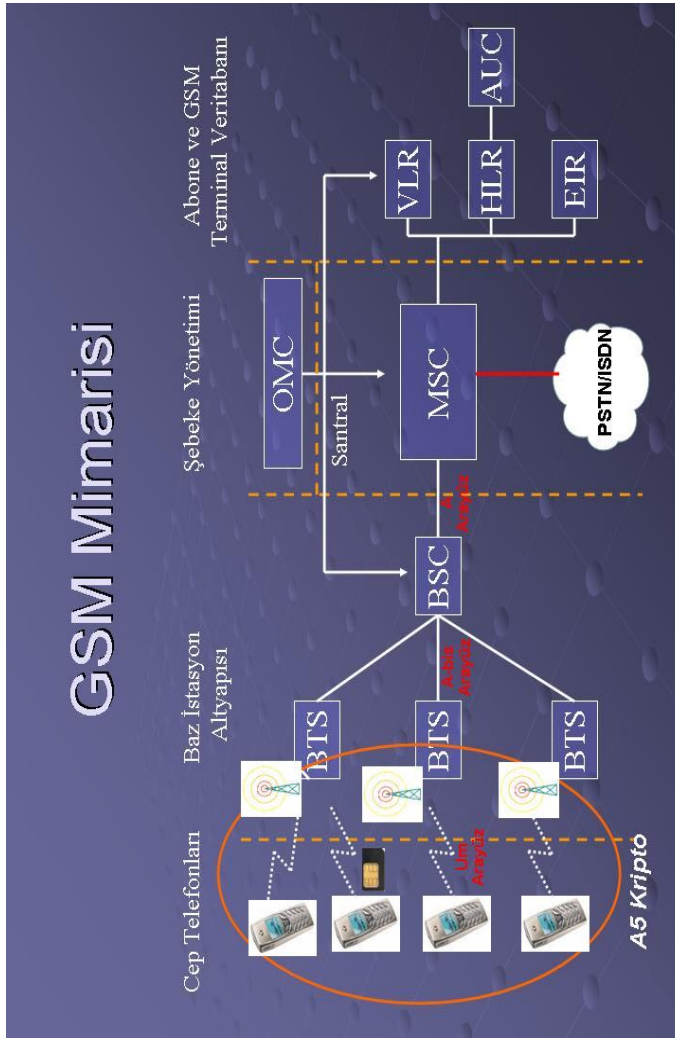 GSM Mimarisi
Cep Telefonları
Baz İstasyon
Altyapısı
Şebeke Yönetimi
Abone ve GSM
Terminal Veritabanı
OMC
Santral
BTS
BTS
BTS
BSC
MSC
VLR
HLR
EIR
AUC
Um
Arayüz
A-bis
Arayüz
A-
Arayüz
PSTN/ISDN
A5 Kripto